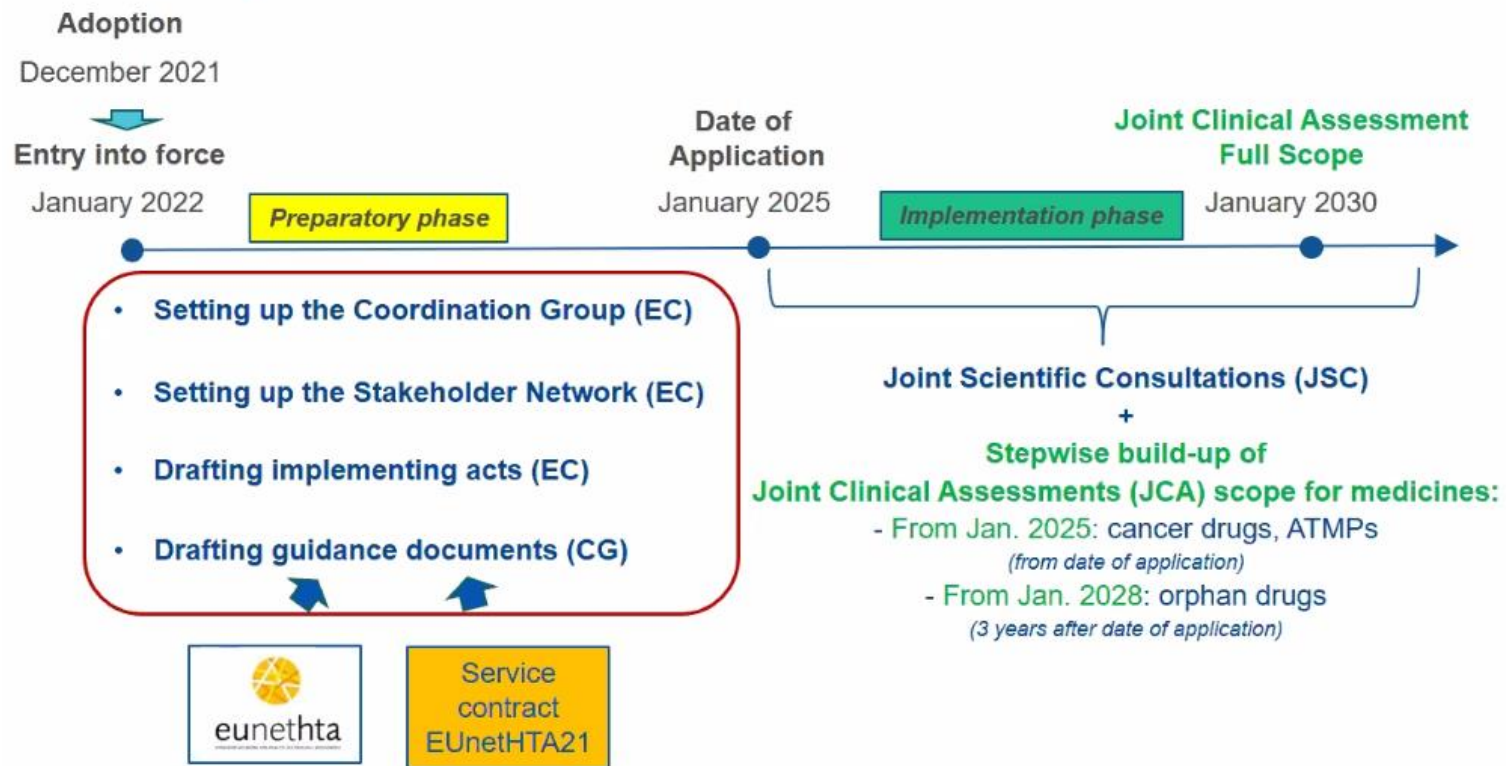 Adoption
December 2021
Entry into force
January 2022
Preparatory phase
Date of
Application
January 2025
Implementation phase
Joint Clinical Assessment
Full Scope
January 2030
• Setting up the Coordination Group (EC)
• Setting up the Stakeholder Network (EC)
• Drafting implementing acts (EC)
• Drafting guidance documents (CG)
eunethta
Service
contract
EUnetHTA21
Joint Scientific Consultations (JSC)
+
Stepwise build-up of
Joint Clinical Assessments (JCA) scope for medicines:
- From Jan. 2025: cancer drugs, ATMPs
(from date of application)
- From Jan. 2028: orphan drugs
(3 years after date of application)